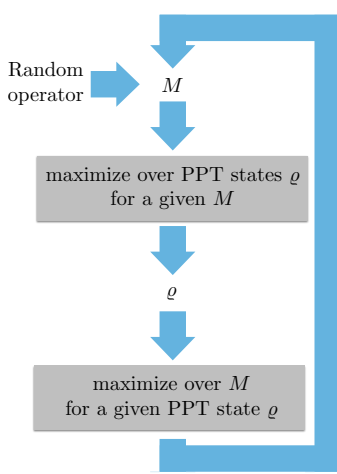 Random
operator
M
maximize over PPT states ϱ
for a given M
ϱ
maximize over M
for a given PPT state ϱ